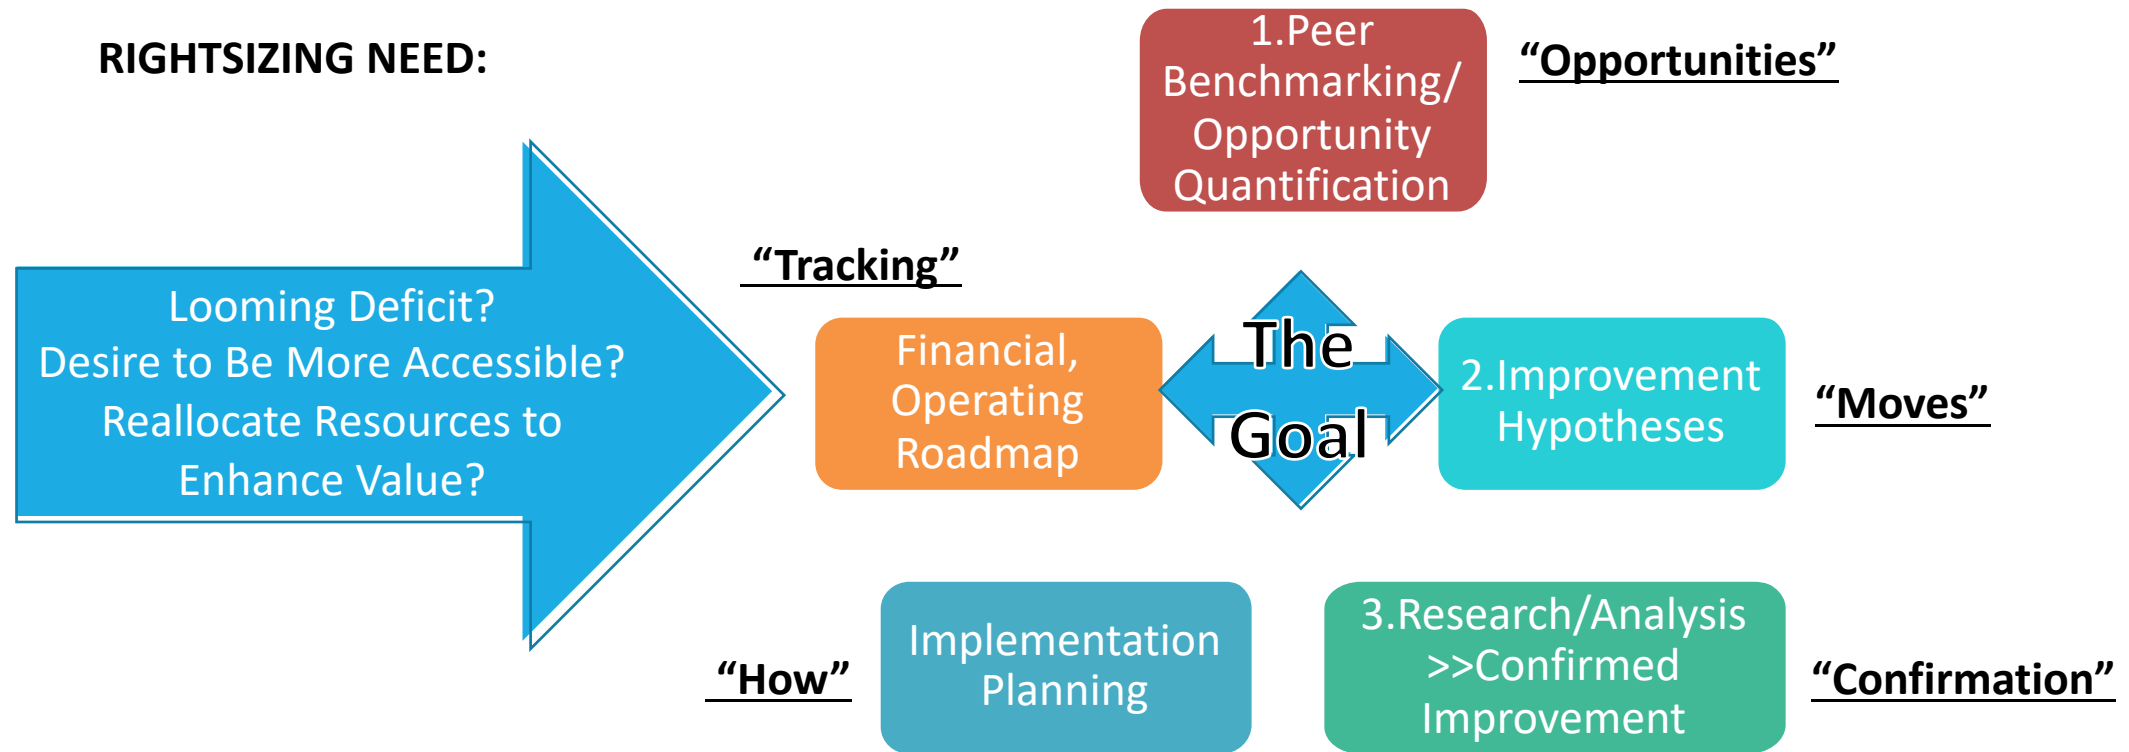 RIGHTSIZING NEED:
Looming Deficit?
Desire to Be More Accessible?
Reallocate Resources to
Enhance Value?
1.Peer
Benchmarking/
Opportunity
Quantification
“Opportunities”
“Tracking”
Financial,
Operating
Roadmap
The
Goal
2.Improvement
Hypotheses
“Moves”
“How”
Implementation
Planning
3.Research/Analysis
>>Confirmed
Improvement
“Confirmation”